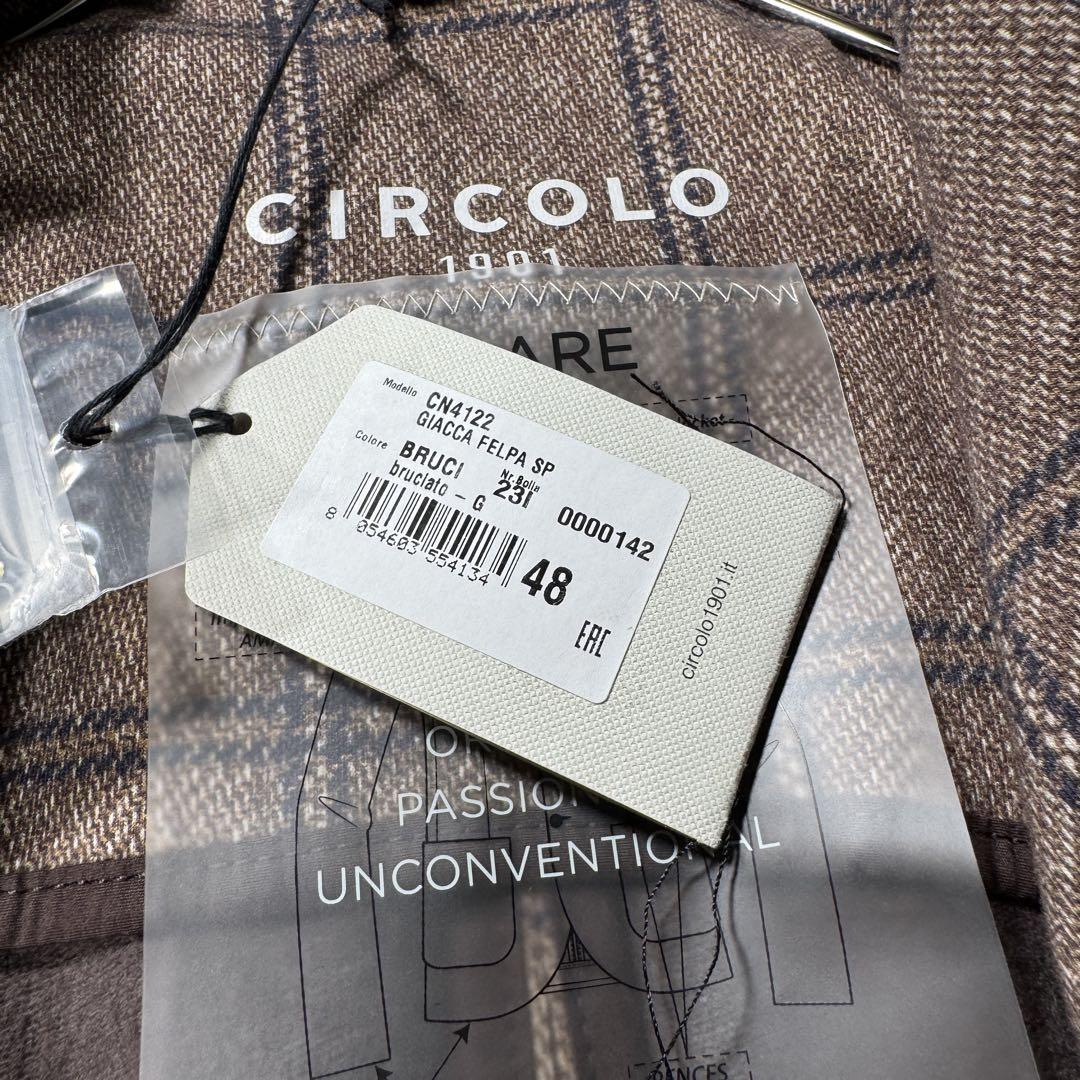 CIRCOLO
1901
ARE
Modello CN4122
GIACCA FELPA SP
Colore BRUCI Nr.Bolla
bruciato - G 23I 0000142
8 054603 554134 48
EAC
circolo1901.it
PASSION
UNCONVENTIONAL